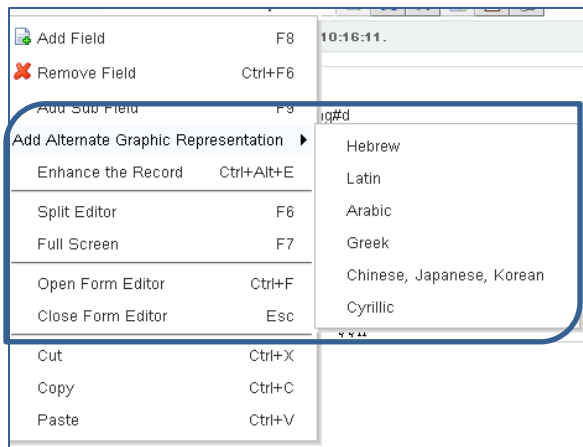 10:16:11.
Add Field F8
Remove Field Ctrl+F6
Add Sub Field F9
Add Alternate Graphic Representation
Enhance the Record Ctrl+Alt+E
Split Editor F6
Full Screen F7
Open Form Editor Ctrl+F
Close Form Editor Esc
Cut Ctrl+X
Copy Ctrl+C
Paste Ctrl+V
ng#d
Hebrew
Latin
Arabic
Greek
Chinese, Japanese, Korean
Cyrillic